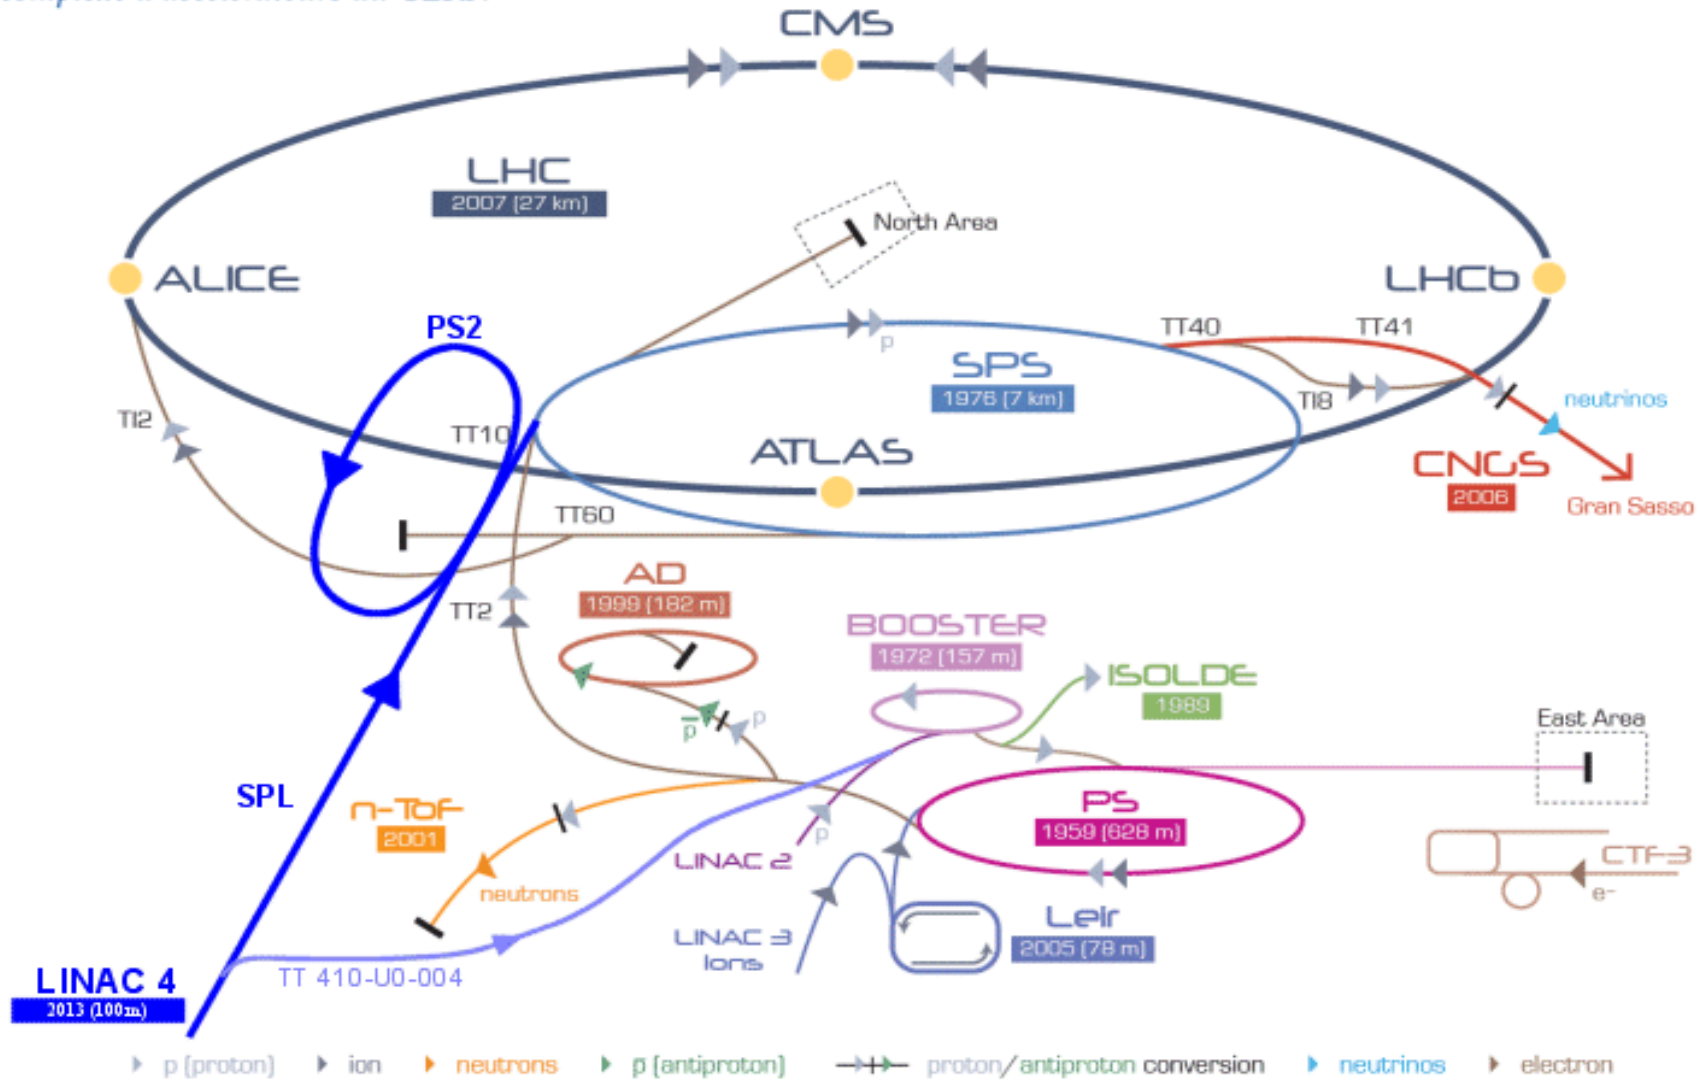 CMS
LHC
2007 (27 km)
North Area
ALICE
LHCb
PS2
TT40
TT41
p
SPS
1976 (7 km)
TI8
neutrinos
TI2
TT10
ATLAS
CNGS
2006
Gran Sasso
TT60
AD
1999 (182 m)
TT2
BOOSTER
1972 (157 m)
ISOLDE
1989
p̅
p
East Area
SPL
n-ToF
2001
PS
1959 (628 m)
p
LINAC 2
CTF-3
neutrons
e-
Leir
2005 (78 m)
LINAC 3
Ions
LINAC 4
2013 (100m)
TT 410-U0-004
p (proton)
ion
neutrons
p̅ (antiproton)
proton/antiproton conversion
neutrinos
electron